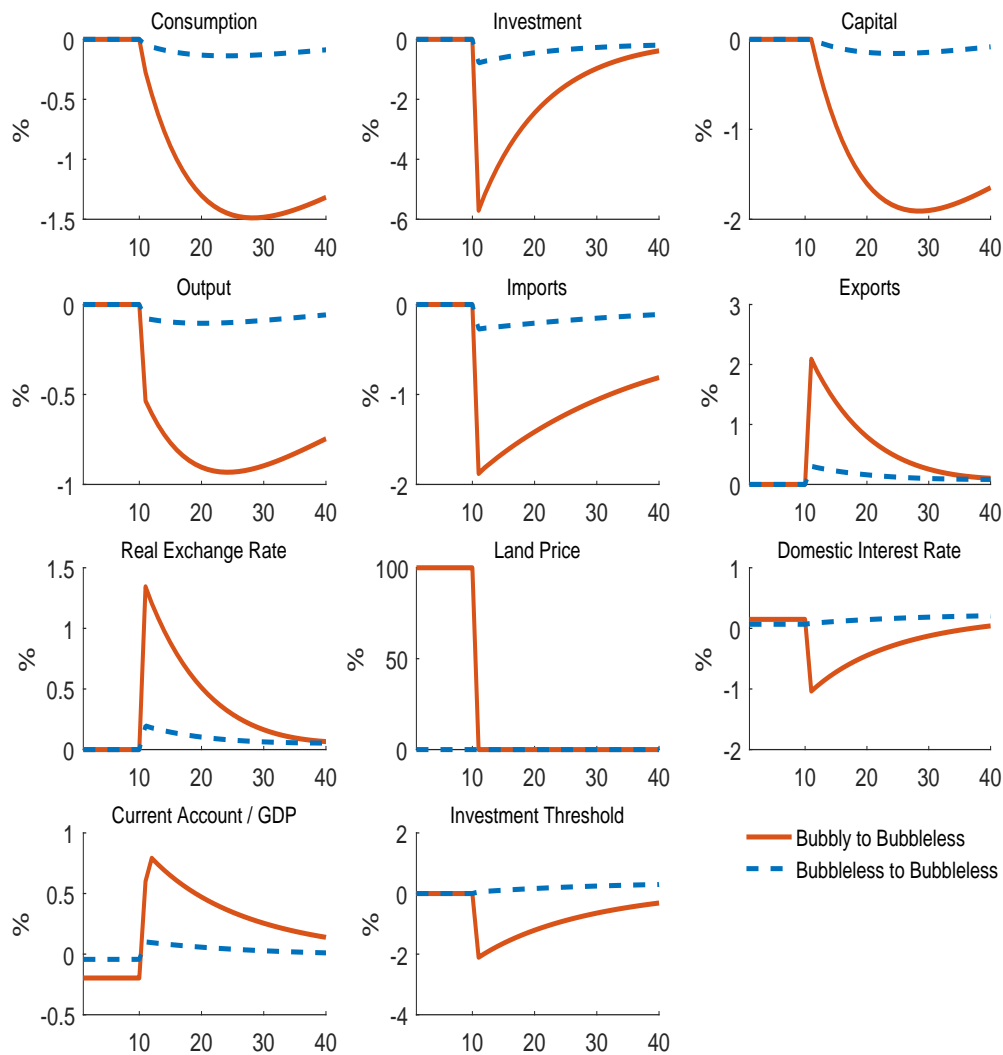 Consumption
0
-0.5
-1
-1.5
%
10 20 30 40
Investment
0
-2
-4
-6
%
10 20 30 40
Capital
0
-1
-2
%
10 20 30 40
Output
0
-0.5
-1
%
10 20 30 40
Imports
0
-1
-2
%
10 20 30 40
Exports
3
2
1
0
%
10 20 30 40
Real Exchange Rate
1.5
1
0.5
0
%
10 20 30 40
Land Price
100
50
0
%
10 20 30 40
Domestic Interest Rate
1
0
-1
-2
%
10 20 30 40
Current Account / GDP
1
0.5
0
-0.5
%
10 20 30 40
Investment Threshold
2
0
-2
-4
%
10 20 30 40
Bubbly to Bubbleless
Bubbleless to Bubbleless